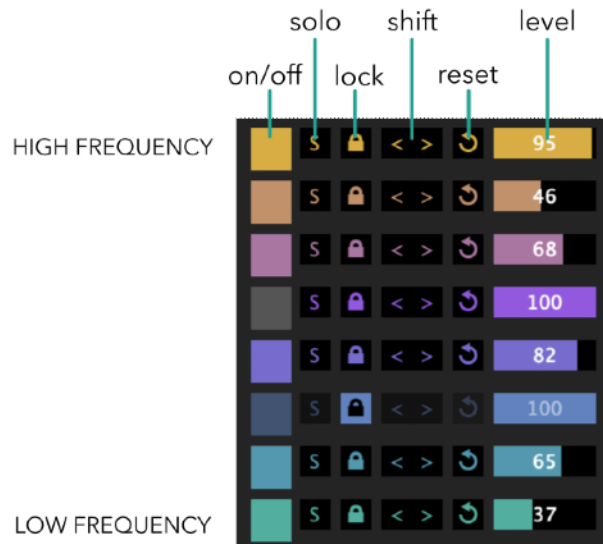 solo shift level
on/off lock reset
HIGH FREQUENCY S < > 95
S < > 46
S < > 68
S < > 100
S < > 82
S < > 100
S < > 65
LOW FREQUENCY S < > 37